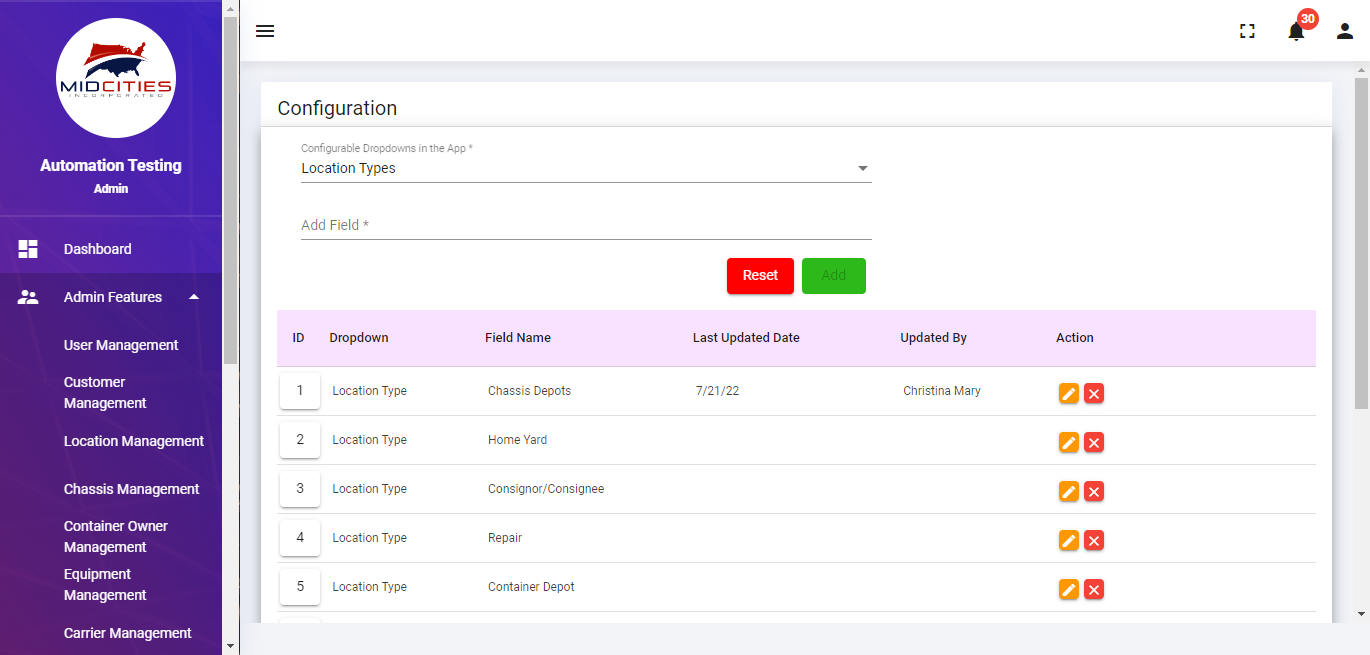 MIDCITIES
INCORPORATED
Automation Testing
Admin
Dashboard
Admin Features
User Management
Customer
Management
Location Management
Chassis Management
Container Owner
Management
Equipment
Management
Carrier Management
30
Configuration
Configurable Dropdowns in the App *
Location Types
Add Field *
Reset Add
ID Dropdown Field Name Last Updated Date Updated By Action
1 Location Type Chassis Depots 7/21/22 Christina Mary
2 Location Type Home Yard
3 Location Type Consignor/Consignee
4 Location Type Repair
5 Location Type Container Depot